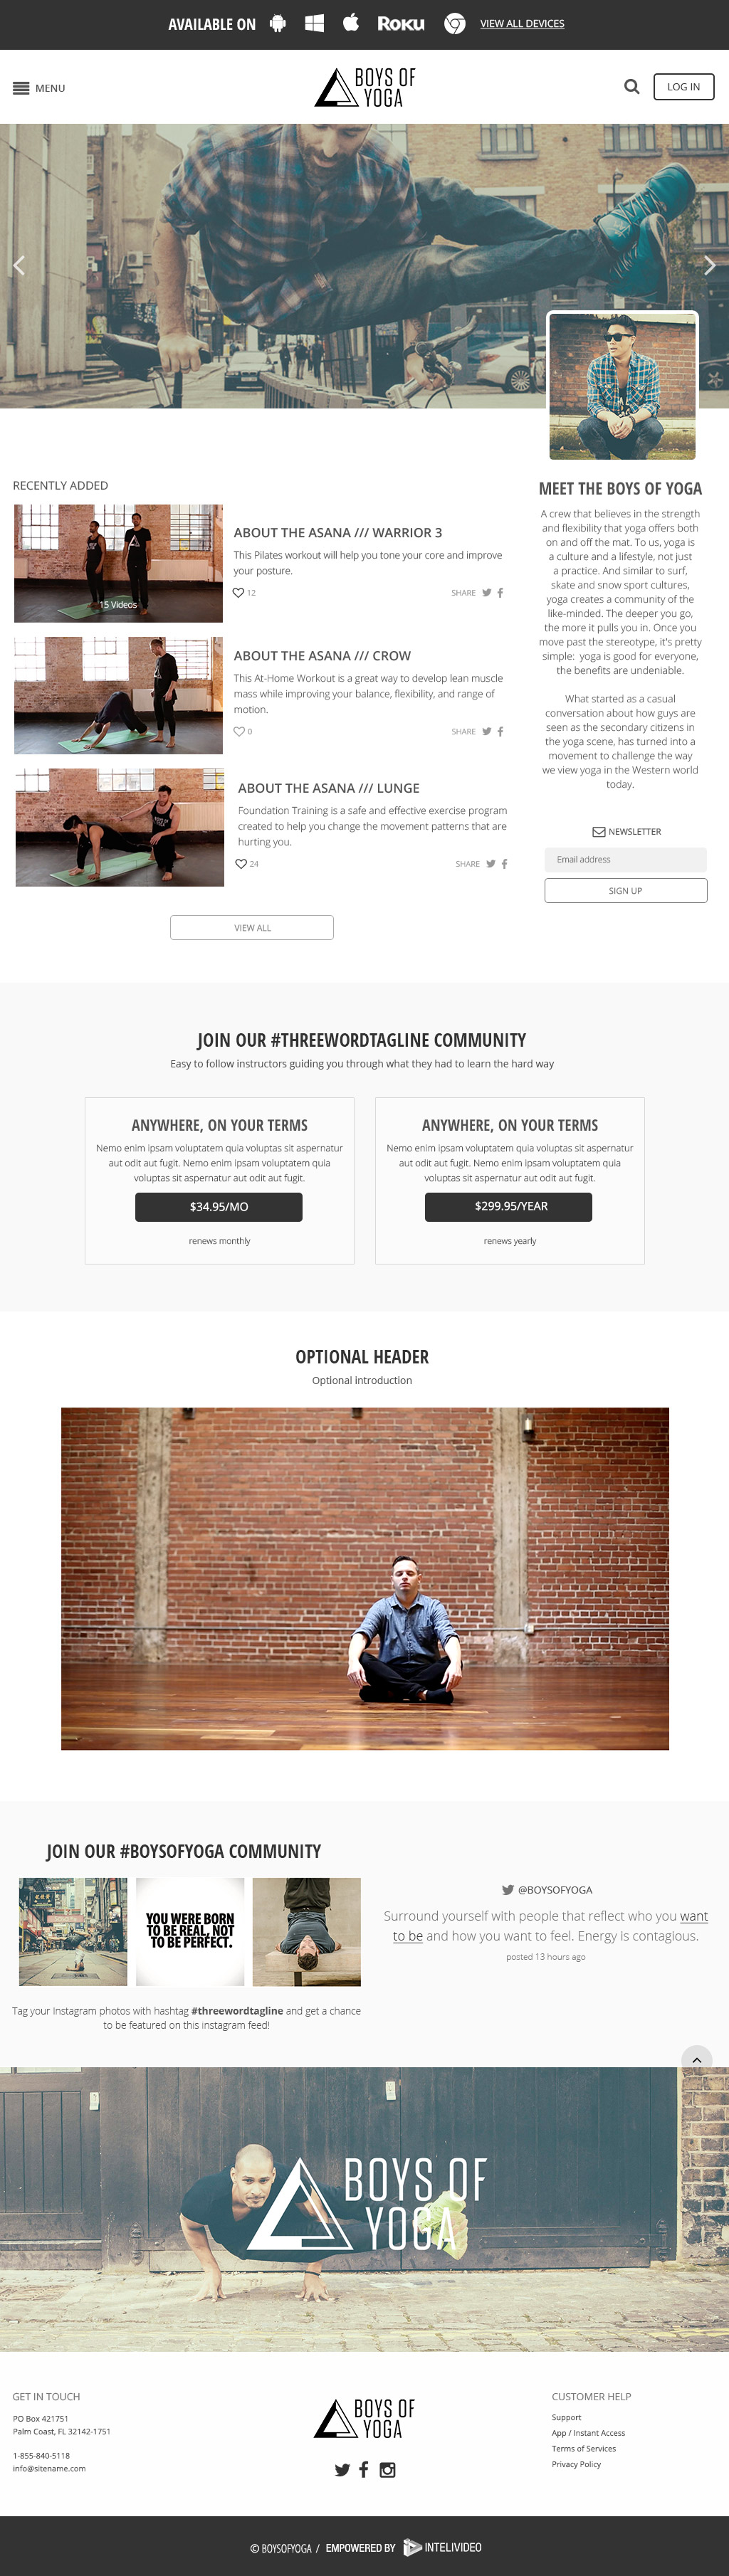 AVAILABLE ON ROKU VIEW ALL DEVICES
MENU
BOYS OF
YOGA
LOG IN
RECENTLY ADDED
15 Videos
ABOUT THE ASANA /// WARRIOR 3
This Pilates workout will help you tone your core and improve
your posture.
12 SHARE
ABOUT THE ASANA /// CROW
This At-Home Workout is a great way to develop lean muscle
mass while improving your balance, flexibility, and range of
motion.
0 SHARE
ABOUT THE ASANA /// LUNGE
Foundation Training is a safe and effective exercise program
created to help you change the movement patterns that are
hurting you.
24 SHARE
VIEW ALL
MEET THE BOYS OF YOGA
A crew that believes in the strength
and flexibility that yoga offers both
on and off the mat. To us, yoga is
a culture and a lifestyle, not just
a practice. And similar to surf,
skate and snow sport cultures,
yoga creates a community of the
like-minded. The deeper you go,
the more it pulls you in. Once you
move past the stereotype, it's pretty
simple: yoga is good for everyone,
the benefits are undeniable.
What started as a casual
conversation about how guys are
seen as the secondary citizens in
the yoga scene, has turned into a
movement to challenge the way
we view yoga in the Western world
today.
NEWSLETTER
Email address
SIGN UP
JOIN OUR #THREEWORDTAGLINE COMMUNITY
Easy to follow instructors guiding you through what they had to learn the hard way
ANYWHERE, ON YOUR TERMS
Nemo enim ipsam voluptatem quia voluptas sit aspernatur
aut odit aut fugit. Nemo enim ipsam voluptatem quia
voluptas sit aspernatur aut odit aut fugit.
$34.95/MO
renews monthly
ANYWHERE, ON YOUR TERMS
Nemo enim ipsam voluptatem quia voluptas sit aspernatur
aut odit aut fugit. Nemo enim ipsam voluptatem quia
voluptas sit aspernatur aut odit aut fugit.
$299.95/YEAR
renews yearly
OPTIONAL HEADER
Optional introduction
JOIN OUR #BOYSOFYOGA COMMUNITY
YOU WERE BORN
TO BE REAL, NOT
TO BE PERFECT.
Tag your Instagram photos with hashtag #threewordtagline and get a chance
to be featured on this instagram feed!
@BOYSOFYOGA
Surround yourself with people that reflect who you want
to be and how you want to feel. Energy is contagious.
posted 13 hours ago
BOYS OF
YOGA
GET IN TOUCH
PO Box 421751
Palm Coast, FL 32142-1751
1-855-840-5118
info@sitename.com
BOYS OF
YOGA
CUSTOMER HELP
Support
App / Instant Access
Terms of Services
Privacy Policy
© BOYSOFYOGA / EMPOWERED BY INTELIVIDEO